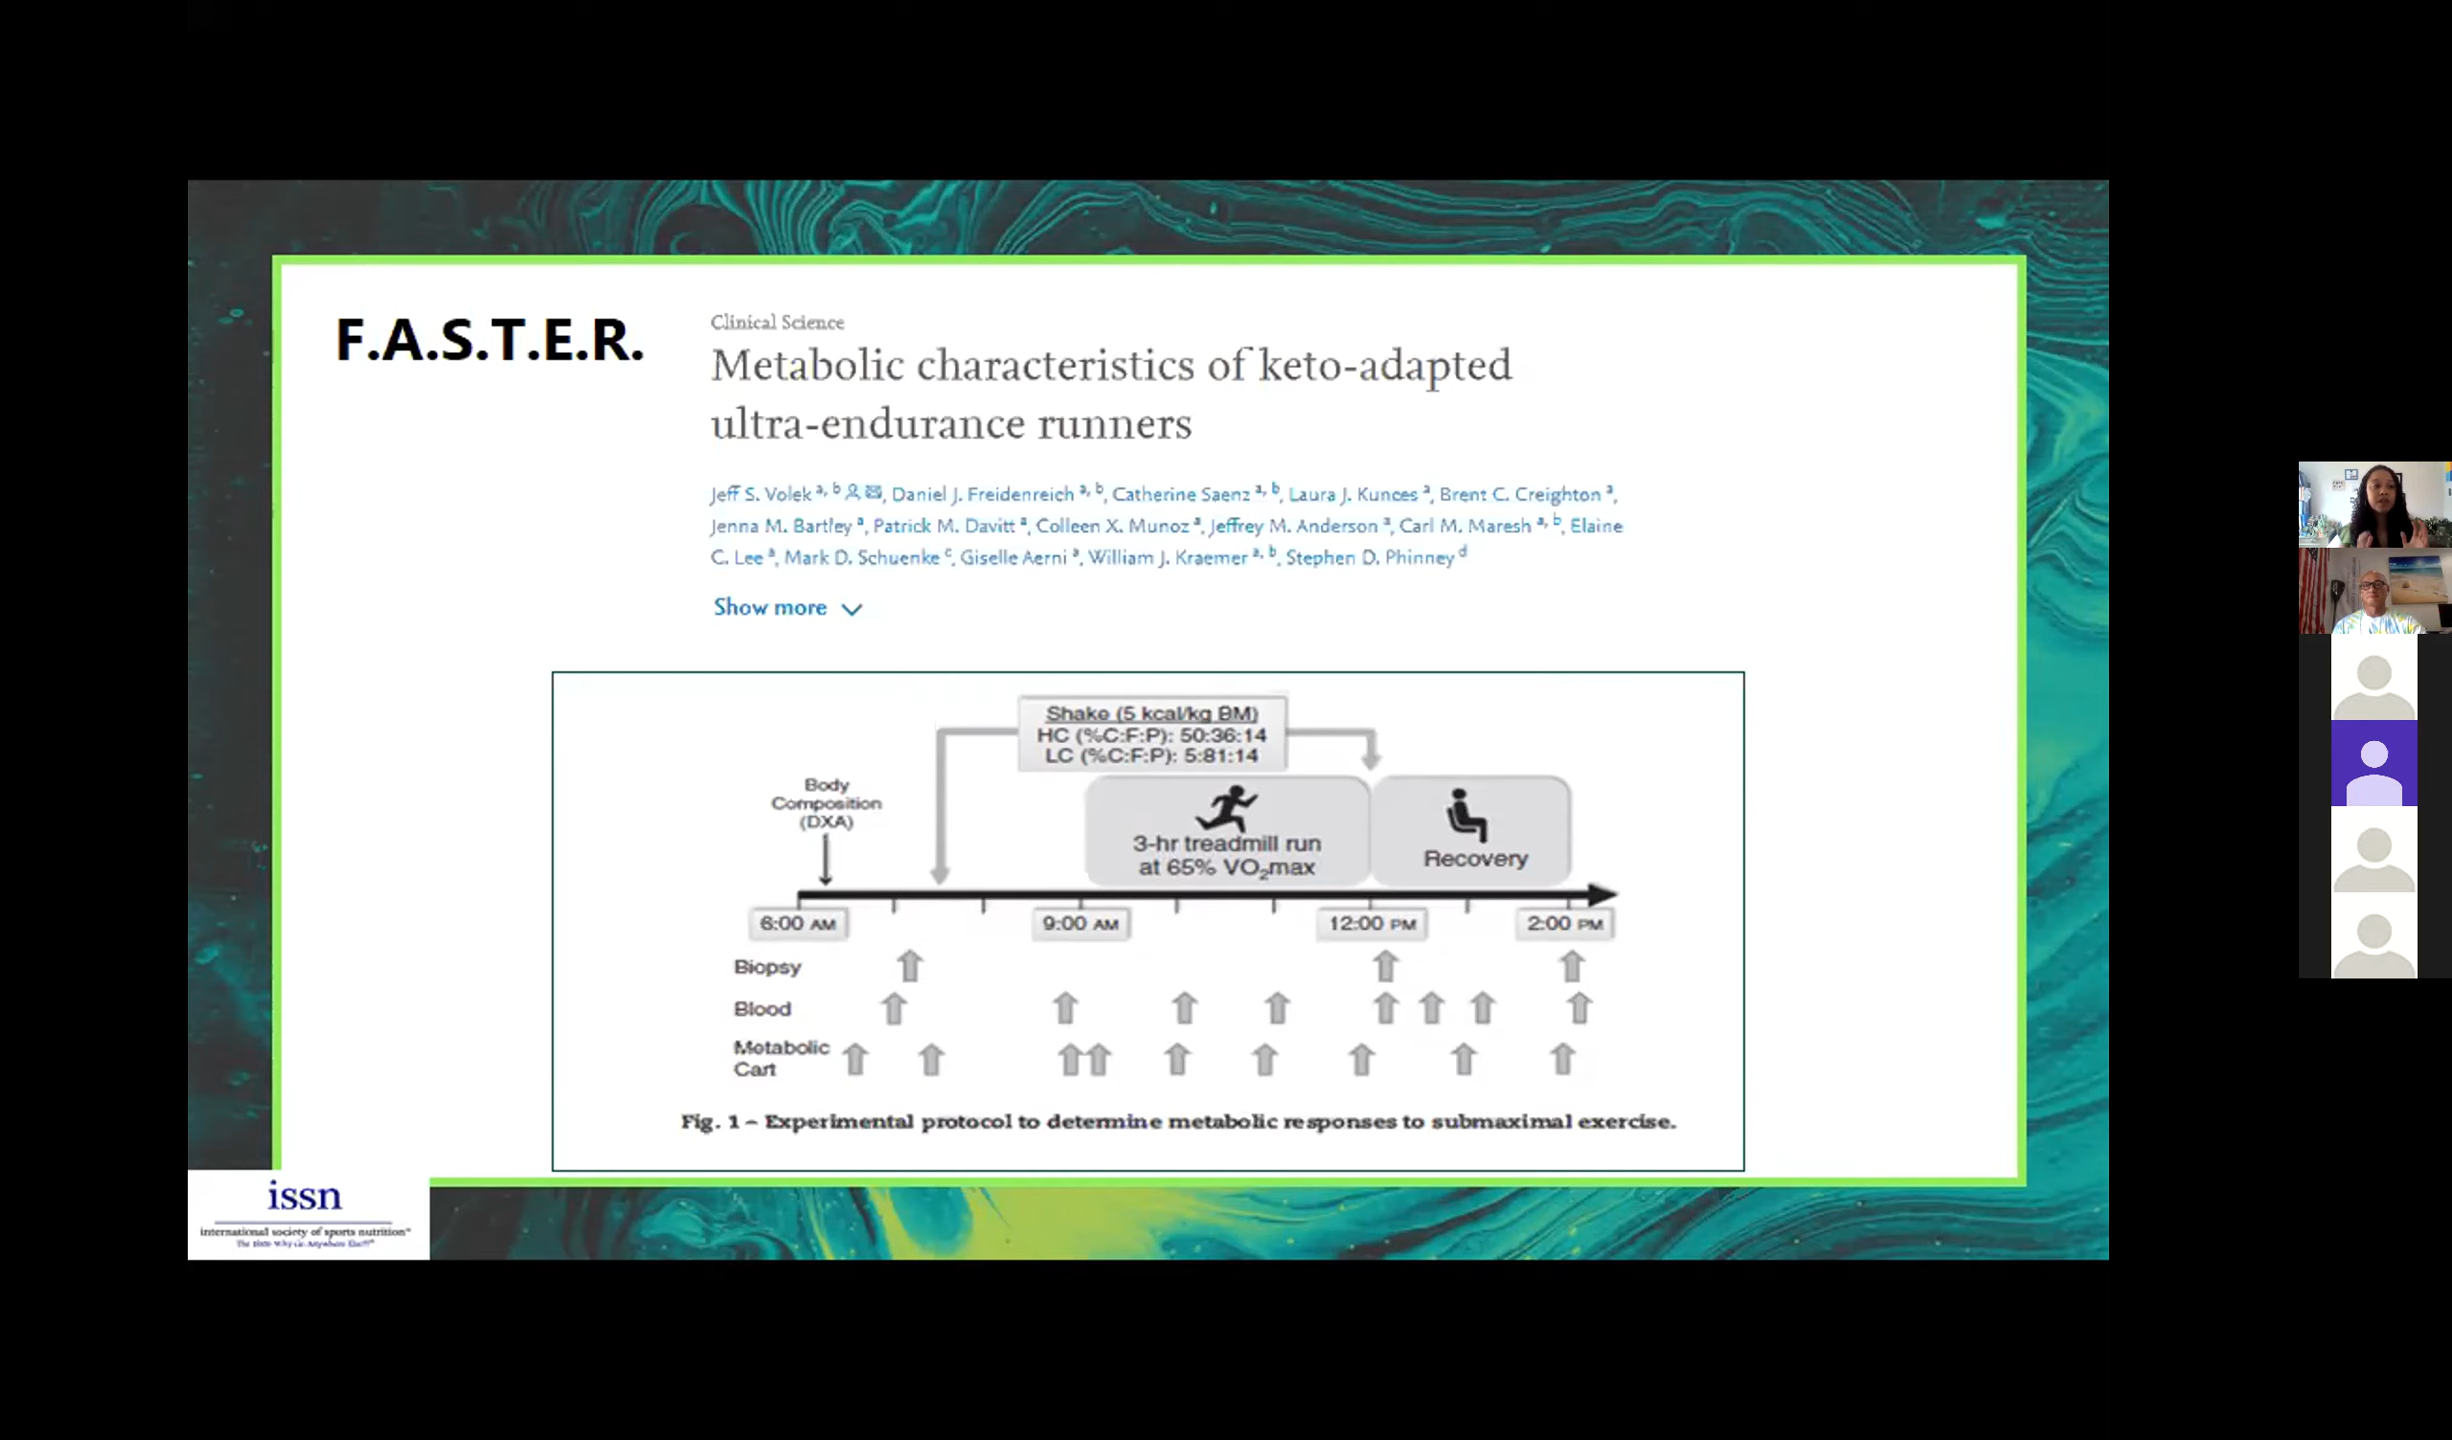 F.A.S.T.E.R.
Clinical Science
Metabolic characteristics of keto-adapted
ultra-endurance runners
Jeff S. Volek a, b, Daniel J. Freidenreich a, b, Catherine Saenz a, b, Laura J. Kunces a, Brent C. Creighton a,
Jenna M. Bartley a, Patrick M. Davitt a, Colleen X. Munoz a, Jeffrey M. Anderson a, Carl M. Maresh a, b, Elaine
C. Lee a, Mark D. Schuenke c, Giselle Aerni a, William J. Kraemer a, b, Stephen D. Phinney d
Show more
Shake (5 kcal/kg BM)
HC (%C:F:P): 50:36:14
LC (%C:F:P): 5:81:14
Body
Composition
(DXA)
3-hr treadmill run
at 65% VO2max
Recovery
6:00 AM
9:00 AM
12:00 PM
2:00 PM
Biopsy
Blood
Metabolic
Cart
Fig. 1 – Experimental protocol to determine metabolic responses to submaximal exercise.
issn
international society of sports nutrition